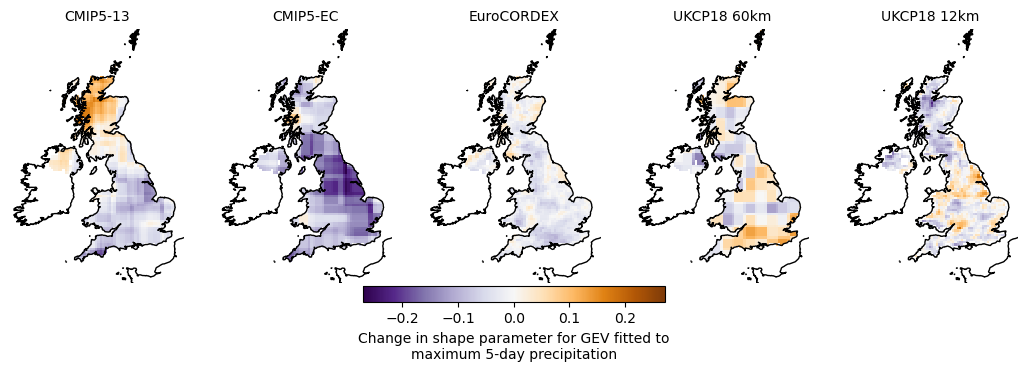 CMIP5-13
CMIP5-EC
EuroCORDEX
UKCP18 60km
UKCP18 12km
−0.2
−0.1
0.0
0.1
0.2
Change in shape parameter for GEV fitted to
maximum 5-day precipitation